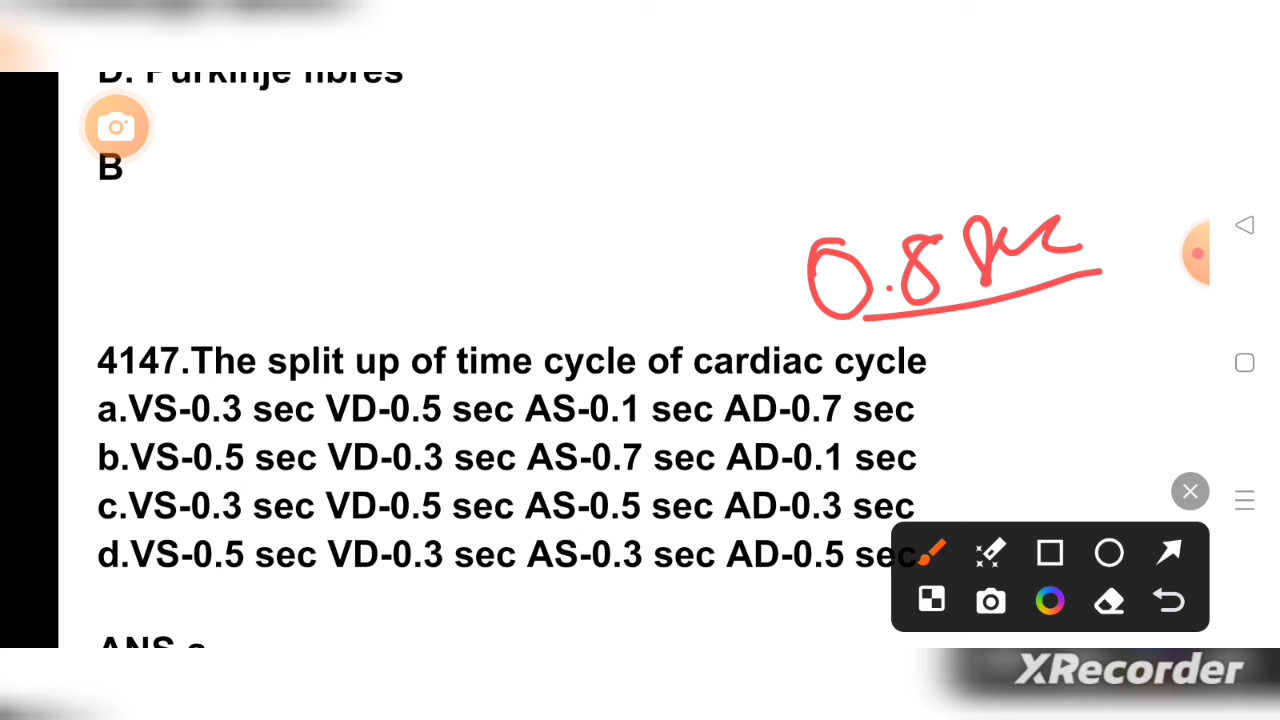 D. Purkinje fibres
B
0.8 sec
4147.The split up of time cycle of cardiac cycle
a.VS-0.3 sec VD-0.5 sec AS-0.1 sec AD-0.7 sec
b.VS-0.5 sec VD-0.3 sec AS-0.7 sec AD-0.1 sec
c.VS-0.3 sec VD-0.5 sec AS-0.5 sec AD-0.3 sec
d.VS-0.5 sec VD-0.3 sec AS-0.3 sec AD-0.5 sec
ANS a
XRecorder